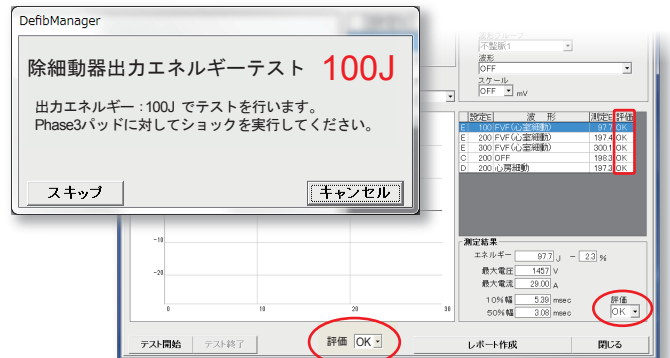 DefibManager
除細動器出力エネルギーテスト 100J
出力エネルギー：100J でテストを行います。
Phase3パッドに対してショックを実行してください。
スキップ
キャンセル
波形グループ
不整脈1
波形
OFF
スケール
OFF mV
設定E 波 形 測定E 評価
E 100 FVF(心室細動) 97.7 OK
E 200 FVF(心室細動) 197.4 OK
E 300 FVF(心室細動) 300.1 OK
C 200 OFF 198.3 OK
D 200 心房細動 197.3 OK
-10
-20
0 10 20 30
測定結果
エネルギー 97.7 J - 2.3 %
最大電圧 1457 V
最大電流 29.00 A
10%幅 5.39 msec
50%幅 3.08 msec
評価
OK
テスト開始
テスト終了
評価 OK
レポート作成
閉じる